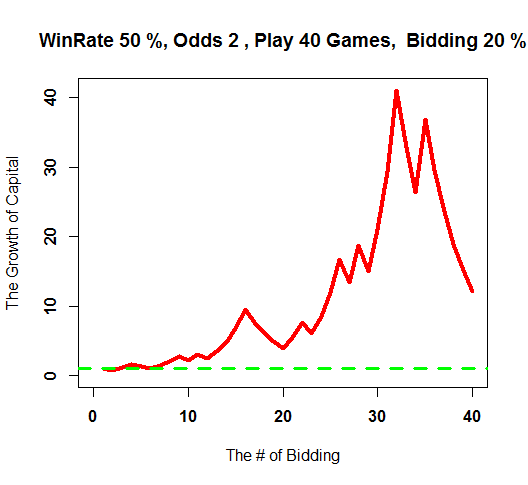 WinRate 50 %, Odds 2 , Play 40 Games,  Bidding 20 %
The Growth of Capital
40
30
20
10
0
0 10 20 30 40
The # of Bidding